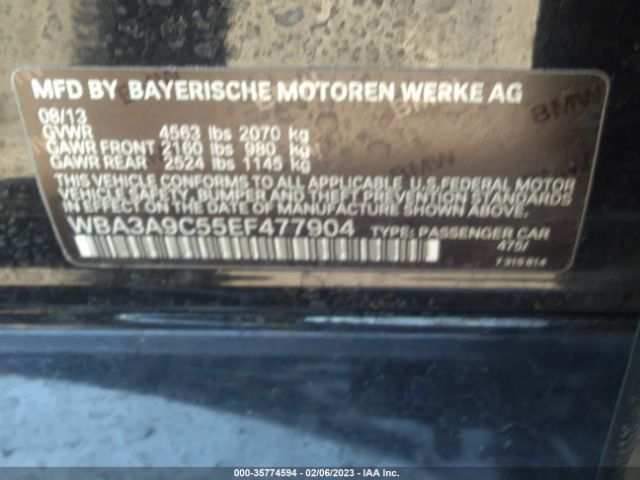 MFD BY BAYERISCHE MOTOREN WERKE AG
08/13
GVWR 4563 lbs 2070 kg
GAWR FRONT 2160 lbs 980 kg
GAWR REAR 2524 lbs 1145 kg
THIS VEHICLE CONFORMS TO ALL APPLICABLE U.S FEDERAL MOTOR
VEHICLE SAFETY, BUMPER AND THEFT PREVENTION STANDARDS IN
EFFECT ON THE DATE OF MANUFACTURE SHOWN ABOVE.
WBA3A9C55EF477904 TYPE: PASSENGER CAR
475/
BMW
BMW
000-35774594 - 02/06/2023 - IAA Inc.